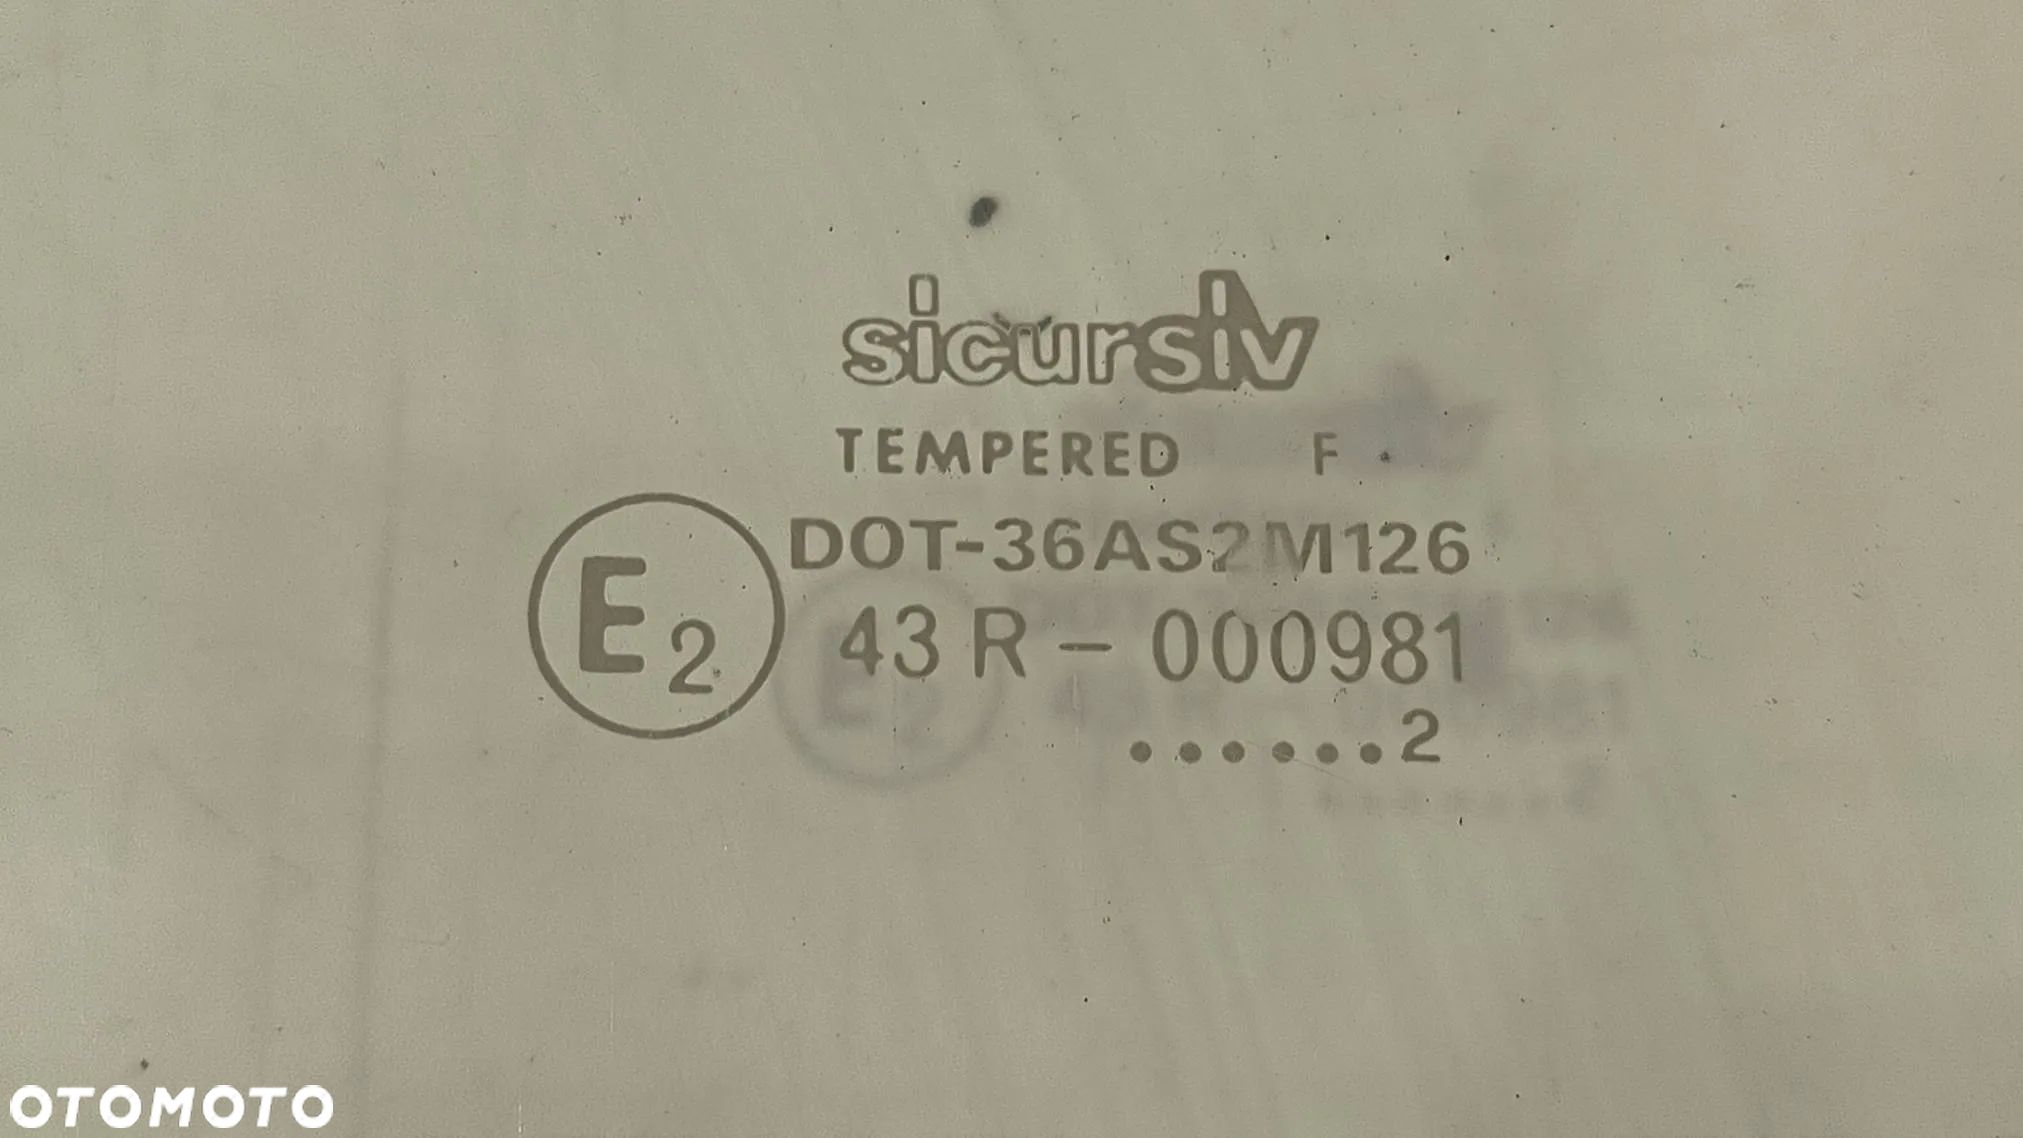 sicursiv
TEMPERED F
DOT-36AS2M126
E2
43 R - 000981
......2
OTOMOTO